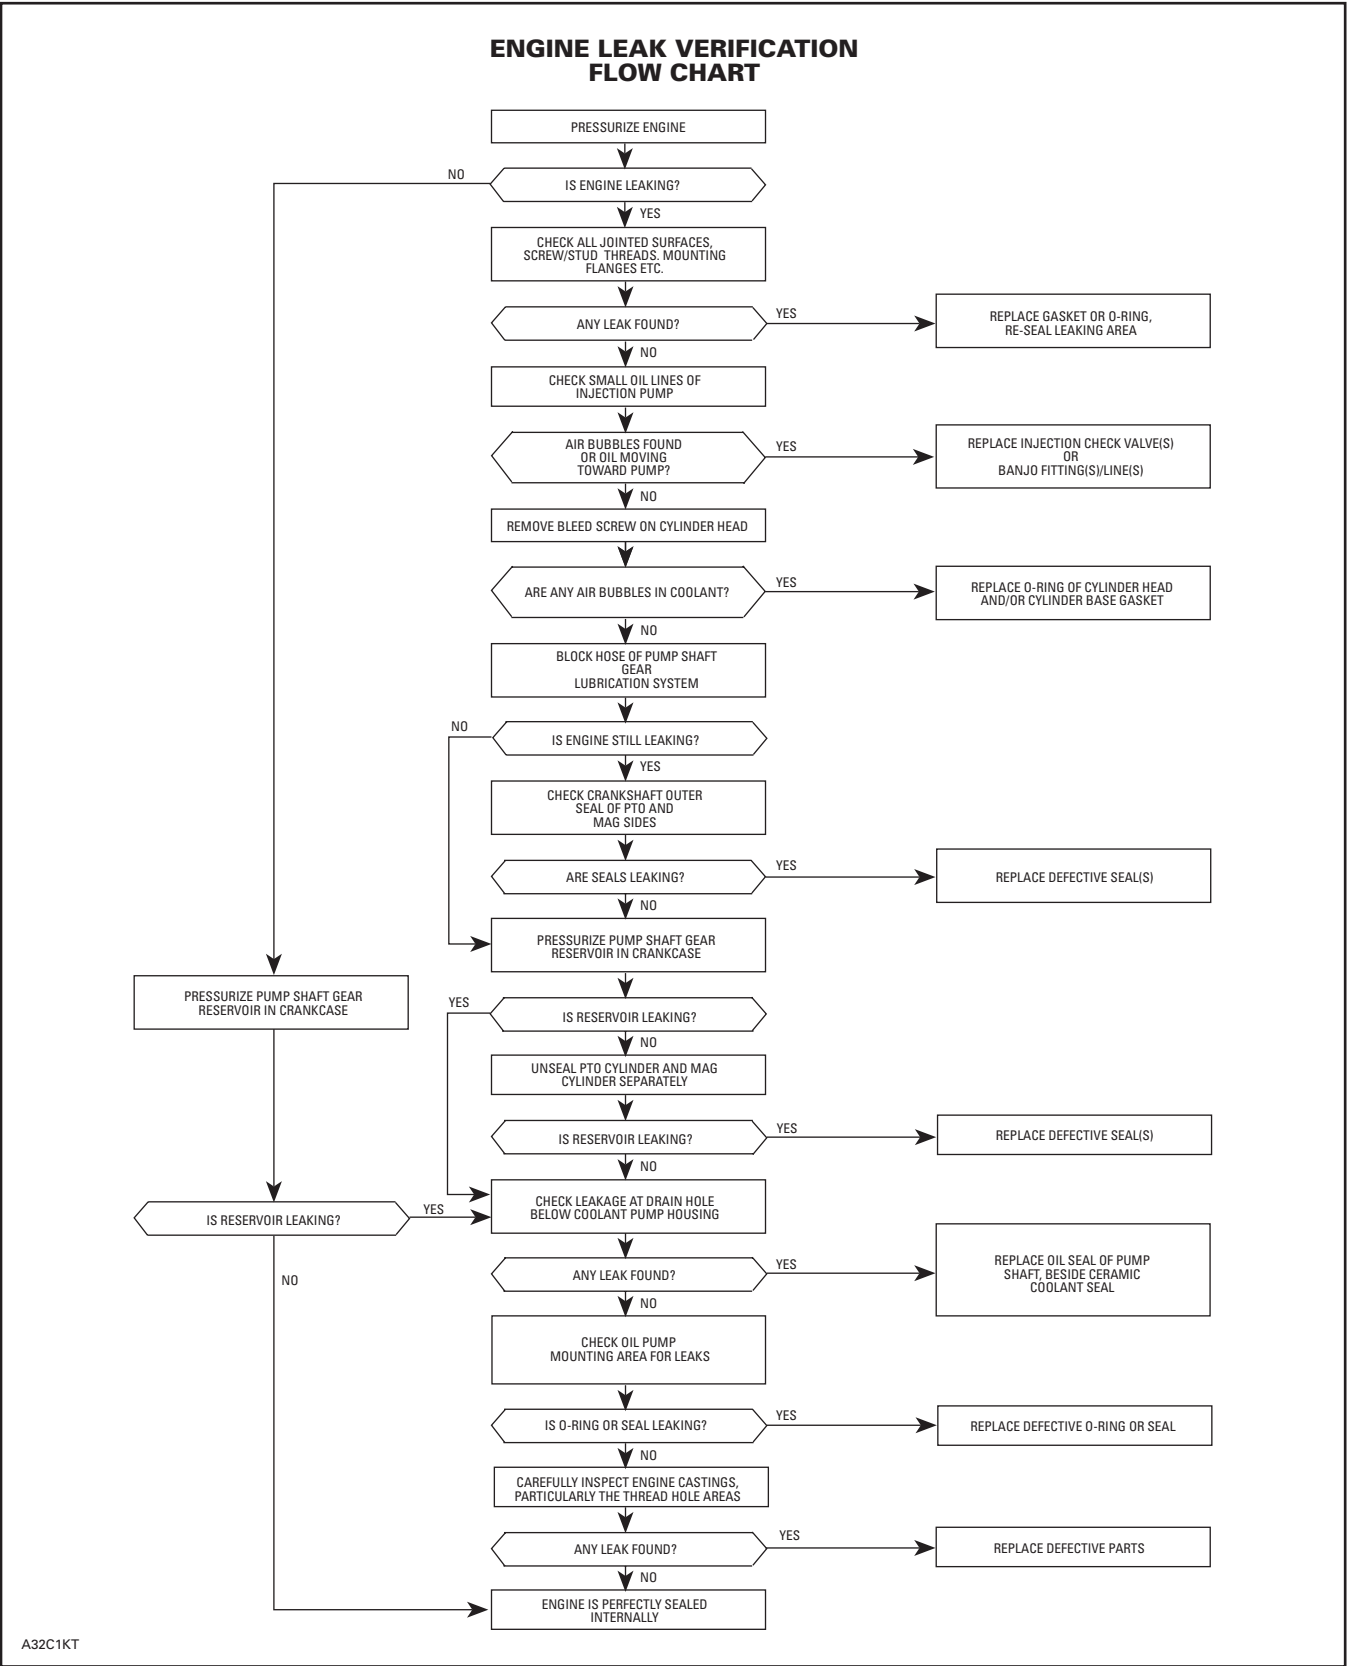 ENGINE LEAK VERIFICATION
FLOW CHART
PRESSURIZE ENGINE
NO
IS ENGINE LEAKING?
YES
CHECK ALL JOINTED SURFACES,
SCREW/STUD THREADS. MOUNTING
FLANGES ETC.
ANY LEAK FOUND?
YES
REPLACE GASKET OR O-RING,
RE-SEAL LEAKING AREA
NO
CHECK SMALL OIL LINES OF
INJECTION PUMP
AIR BUBBLES FOUND
OR OIL MOVING
TOWARD PUMP?
YES
REPLACE INJECTION CHECK VALVE(S)
OR
BANJO FITTING(S)/LINE(S)
NO
REMOVE BLEED SCREW ON CYLINDER HEAD
ARE ANY AIR BUBBLES IN COOLANT?
YES
REPLACE O-RING OF CYLINDER HEAD
AND/OR CYLINDER BASE GASKET
NO
BLOCK HOSE OF PUMP SHAFT
GEAR
LUBRICATION SYSTEM
NO
IS ENGINE STILL LEAKING?
YES
CHECK CRANKSHAFT OUTER
SEAL OF PTO AND
MAG SIDES
ARE SEALS LEAKING?
YES
REPLACE DEFECTIVE SEAL(S)
NO
PRESSURIZE PUMP SHAFT GEAR
RESERVOIR IN CRANKCASE
PRESSURIZE PUMP SHAFT GEAR
RESERVOIR IN CRANKCASE
YES
IS RESERVOIR LEAKING?
NO
UNSEAL PTO CYLINDER AND MAG
CYLINDER SEPARATELY
IS RESERVOIR LEAKING?
YES
REPLACE DEFECTIVE SEAL(S)
NO
CHECK LEAKAGE AT DRAIN HOLE
BELOW COOLANT PUMP HOUSING
IS RESERVOIR LEAKING?
YES
NO
ANY LEAK FOUND?
YES
REPLACE OIL SEAL OF PUMP
SHAFT, BESIDE CERAMIC
COOLANT SEAL
NO
CHECK OIL PUMP
MOUNTING AREA FOR LEAKS
IS O-RING OR SEAL LEAKING?
YES
REPLACE DEFECTIVE O-RING OR SEAL
NO
CAREFULLY INSPECT ENGINE CASTINGS,
PARTICULARLY THE THREAD HOLE AREAS
ANY LEAK FOUND?
YES
REPLACE DEFECTIVE PARTS
NO
ENGINE IS PERFECTLY SEALED
INTERNALLY
A32C1KT